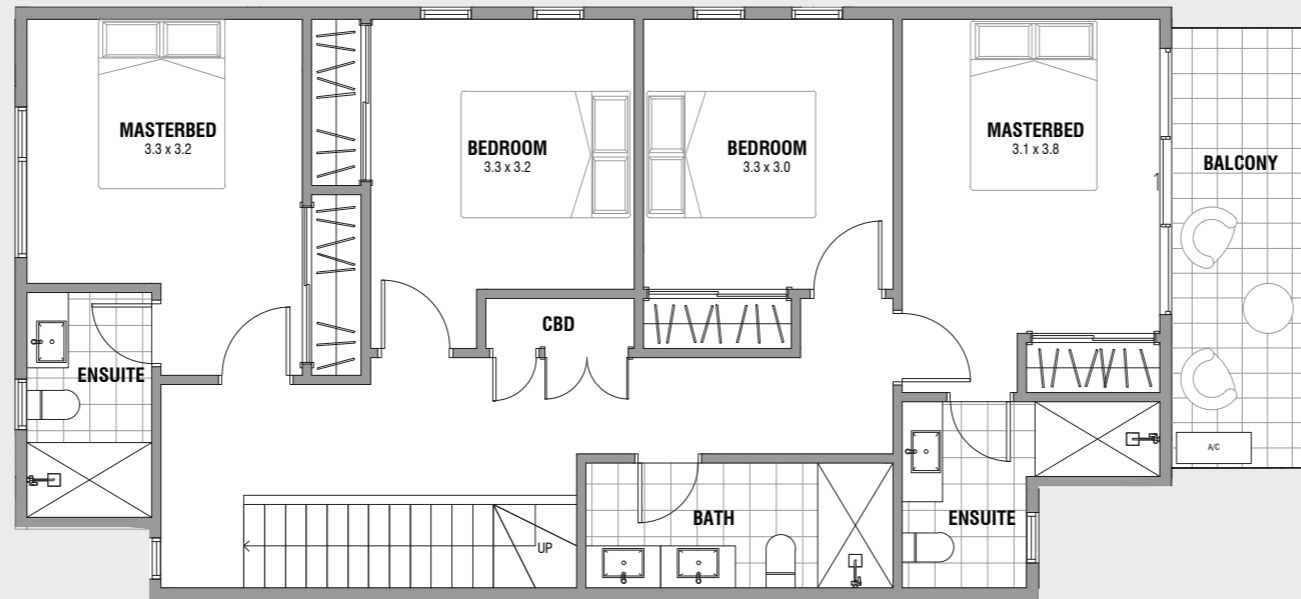 MASTERBED
3.3 x 3.2
BEDROOM
3.3 x 3.2
BEDROOM
3.3 x 3.0
MASTERBED
3.1 x 3.8
BALCONY
CBD
ENSUITE
A/C
BATH
ENSUITE
UP